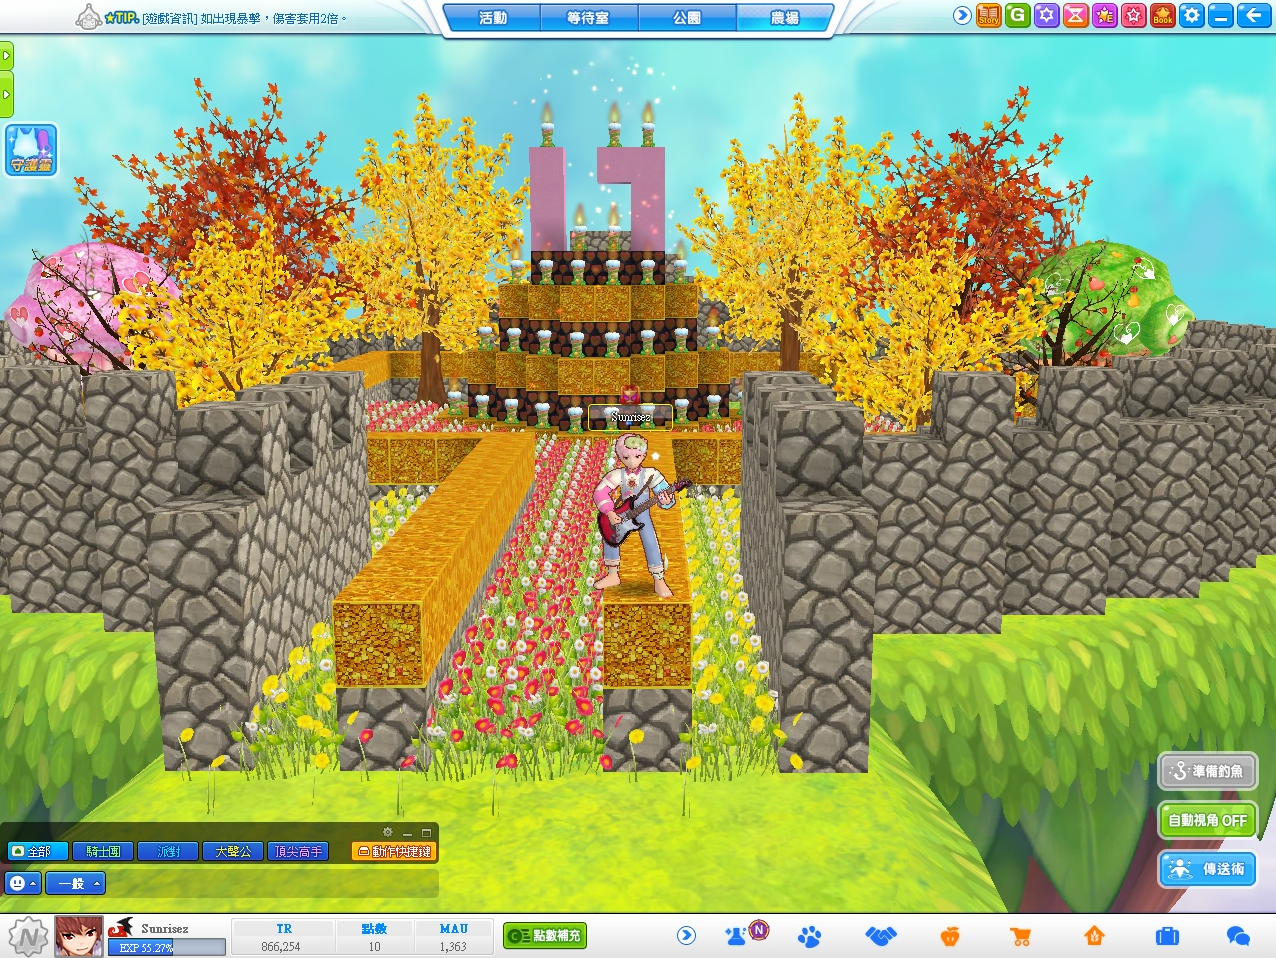 ★TIP. [遊戲資訊] 如出現暴擊，傷害套用2倍。
活動
等待室
公園
農場
Story
G
E
Book
守護靈
17
Sunrisez
準備釣魚
自動視角 OFF
傳送術
全部
騎士團
派對
大聲公
頂尖高手
動作快捷鍵
一般
N
Sunrisez
EXP 55.27%
TR
866,254
點數
10
MAU
1,363
點數補充
N